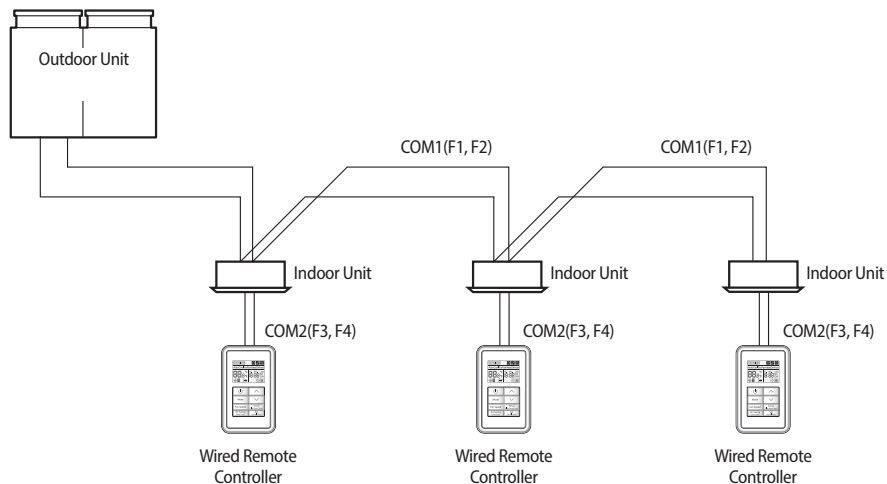 Outdoor Unit
COM1(F1, F2)
COM1(F1, F2)
Indoor Unit
Indoor Unit
Indoor Unit
COM2(F3, F4)
COM2(F3, F4)
COM2(F3, F4)
Wired Remote
Controller
Wired Remote
Controller
Wired Remote
Controller